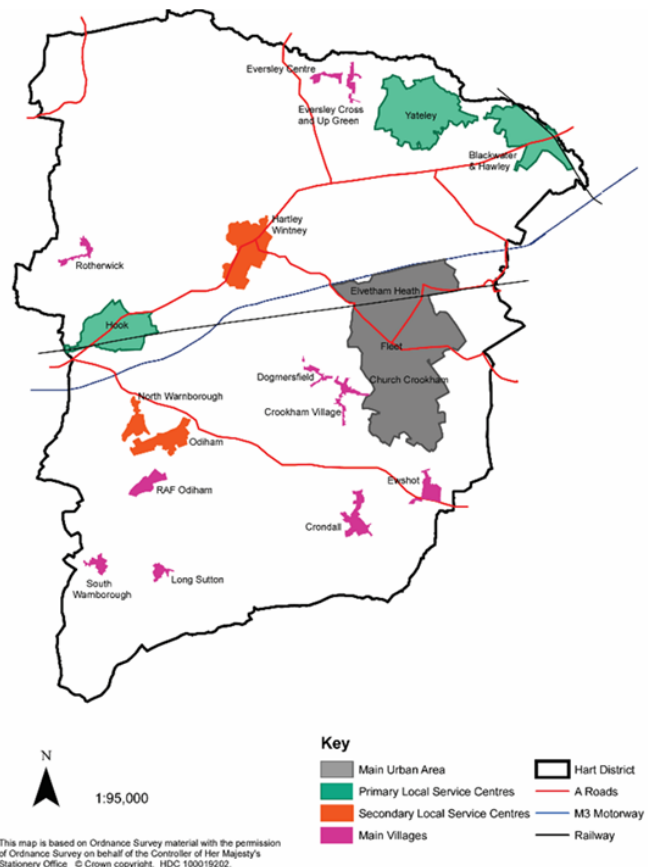 Eversley Centre
Eversley Cross
and Up Green
Yateley
Blackwater
& Hawley
Hartley
Wintney
Rotherwick
Elvetham Heath
Hook
Fleet
Dogmersfield
Church Crookham
North Warnborough
Crookham Village
Odiham
RAF Odiham
Ewshot
Crondall
South
Warnborough
Long Sutton
Key
N
Main Urban Area
Hart District
1:95,000
Primary Local Service Centres
A Roads
Secondary Local Service Centres
M3 Motorway
Main Villages
Railway
This map is based on Ordnance Survey material with the permission
of Ordnance Survey on behalf of the Controller of Her Majesty's
Stationery Office © Crown copyright. HDC 100019202.